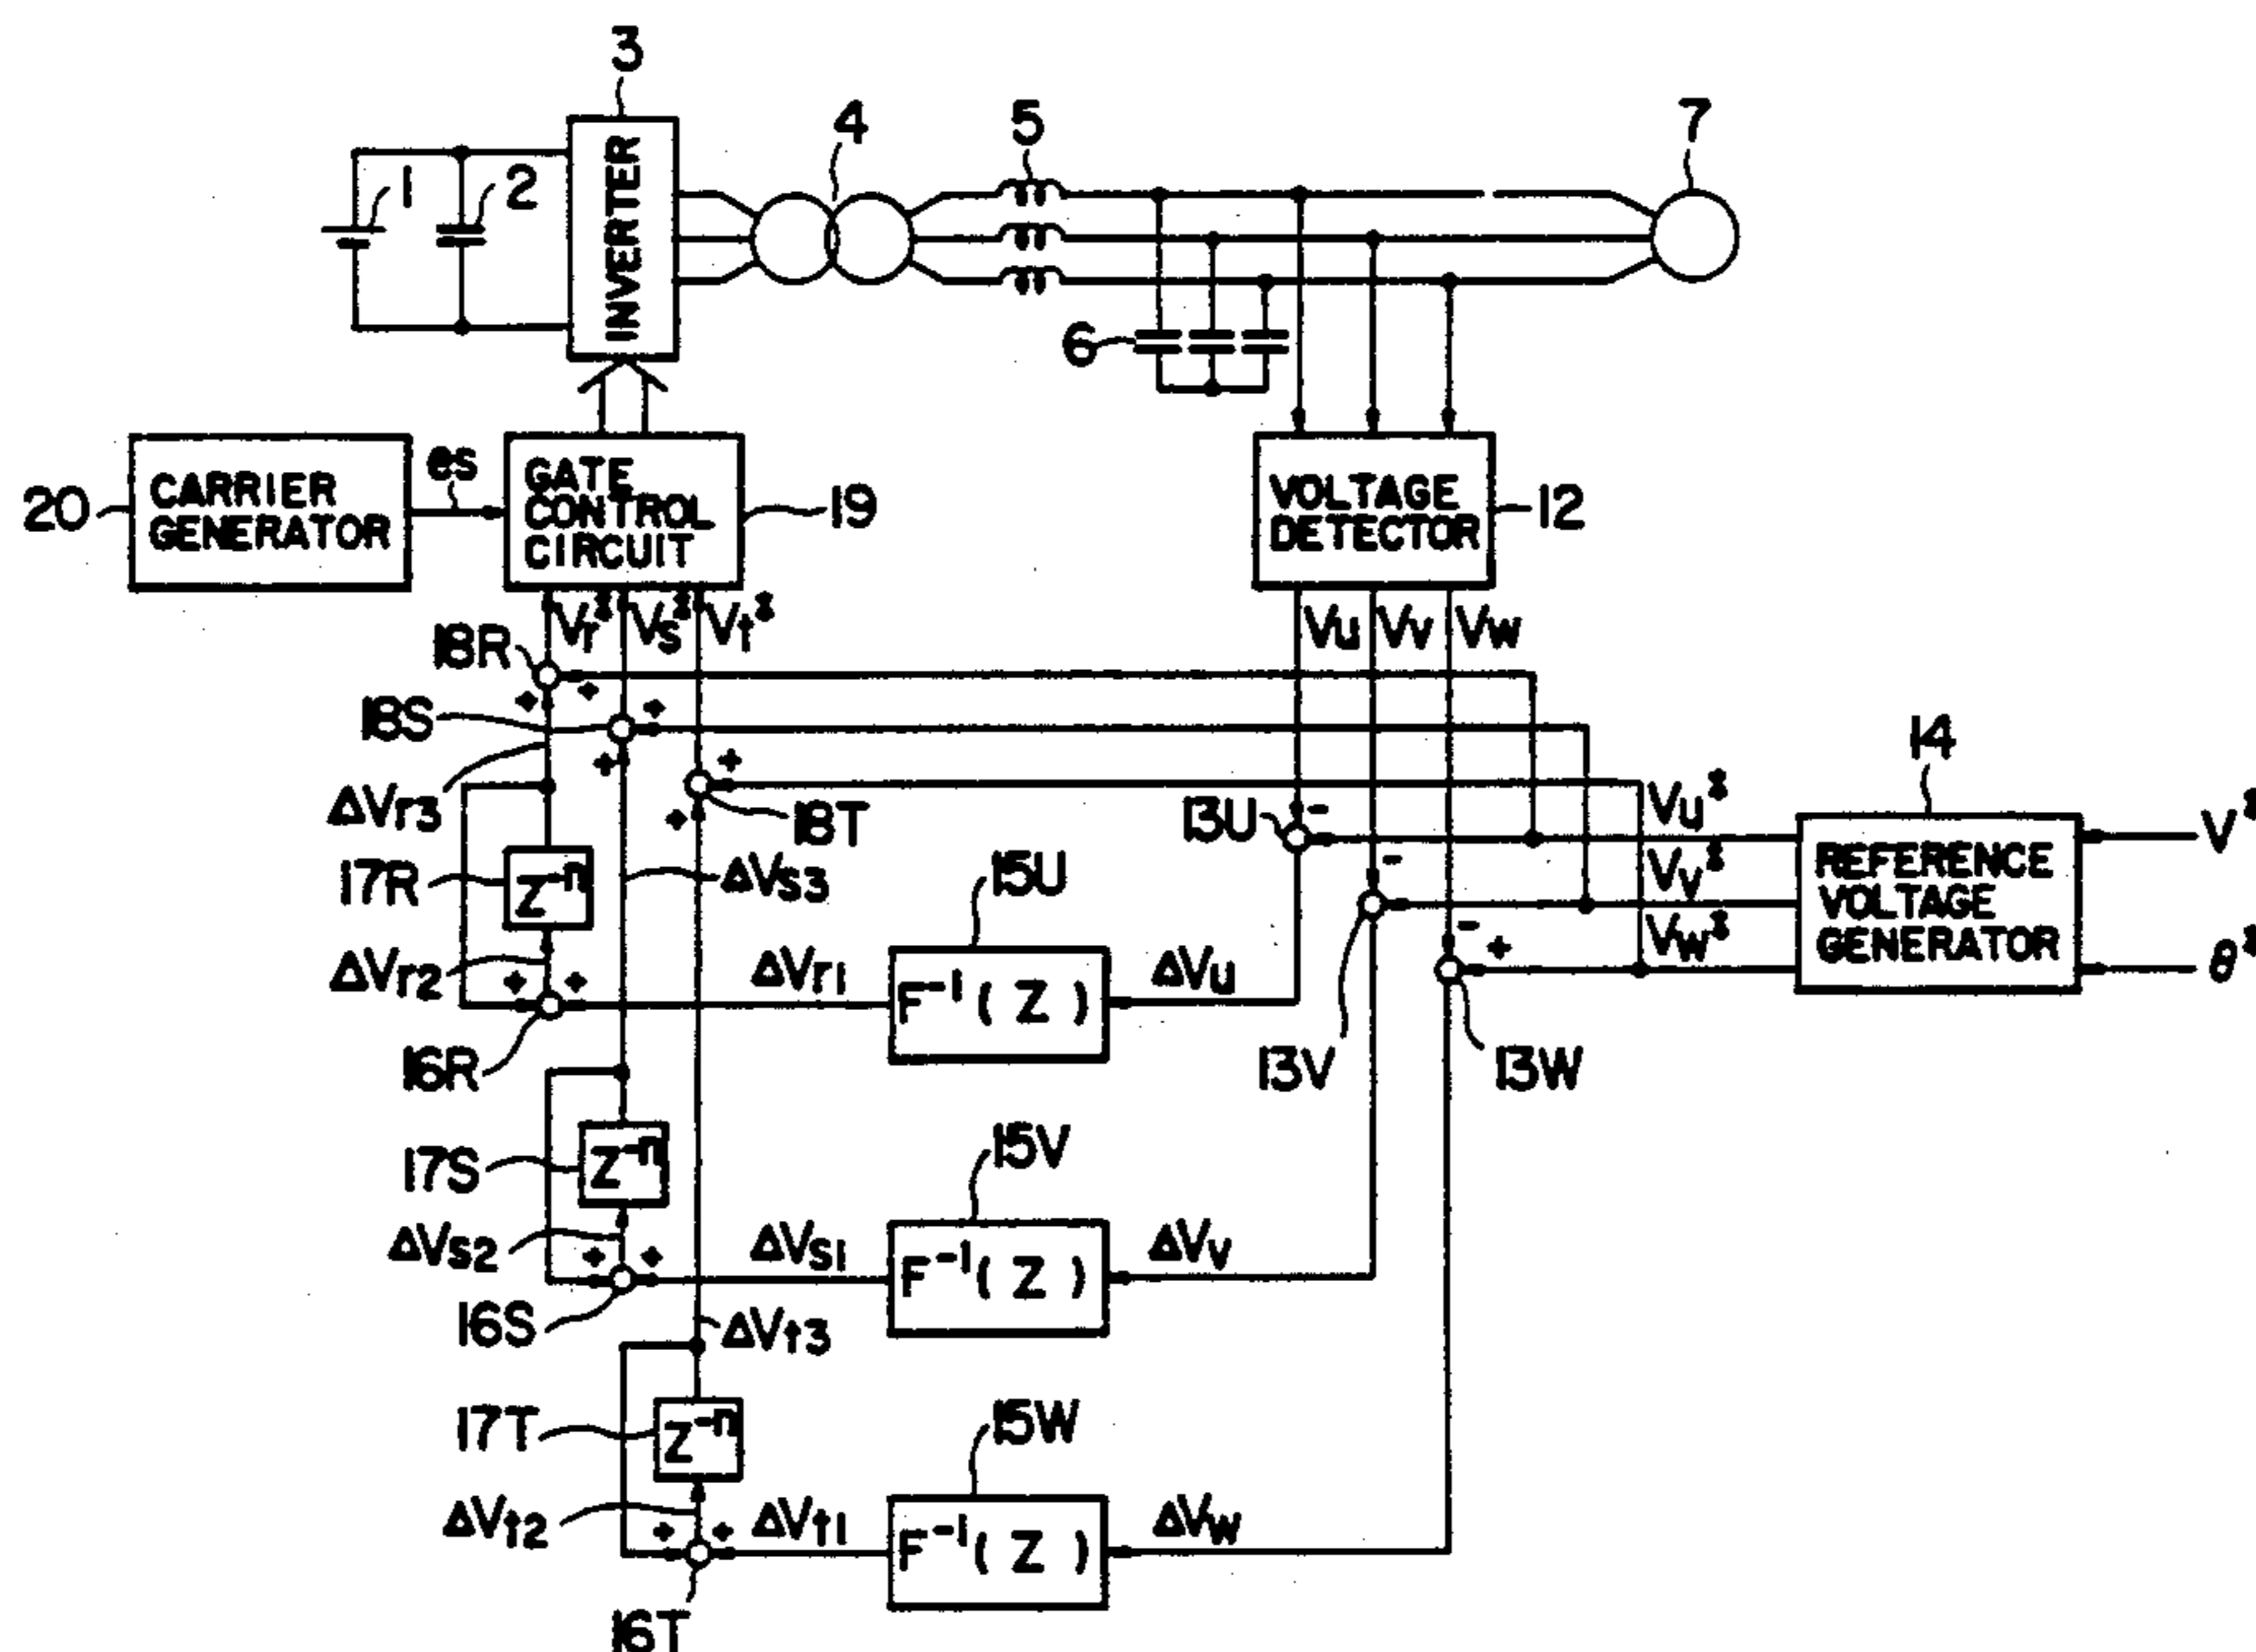 3
4
5
7
1
2
INVERTER
6
20
CARRIER
GENERATOR
es
GATE
CONTROL
CIRCUIT
19
VOLTAGE
DETECTOR
12
Vr* Vs* Vt*
Vu Vv Vw
18R
+ +
18S
+
+
14
ΔVr3
+
+
18T
13U
-
Vu*
V*
17R
Z⁻ⁿ
ΔVs3
15U
-
Vv*
REFERENCE
VOLTAGE
GENERATOR
ΔVr2
+ +
ΔVr1
F⁻¹(Z)
ΔVu
- +
Vw*
θ*
16R
13V
13W
17S
Z⁻ⁿ
15V
ΔVs2
+ +
ΔVs1
F⁻¹(Z)
ΔVv
16S
ΔVt3
17T
Z⁻ⁿ
15W
ΔVt2
+ +
ΔVt1
F⁻¹(Z)
ΔVw
16T